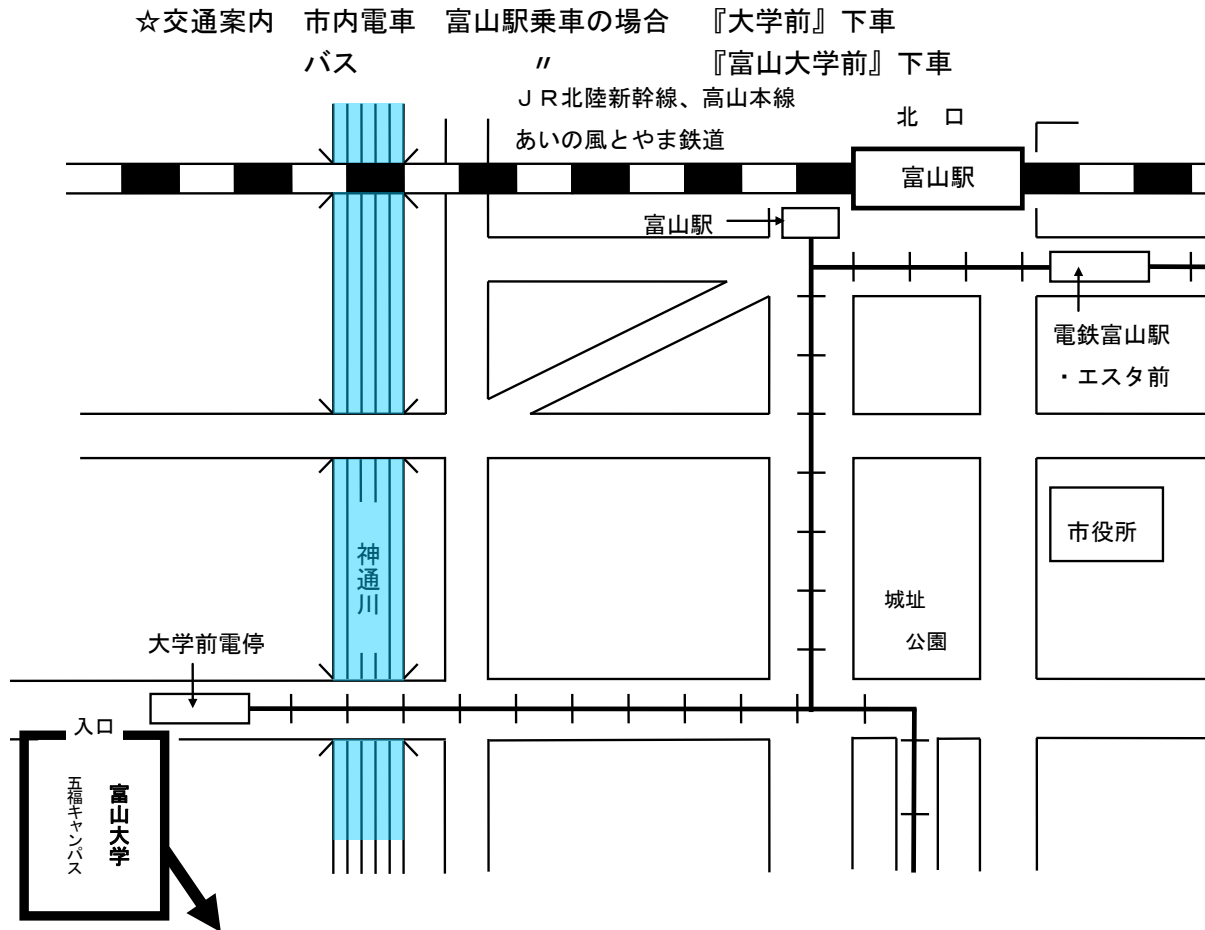 ☆交通案内　市内電車　富山駅乗車の場合　『大学前』下車
バス　〃　『富山大学前』下車
ＪＲ北陸新幹線、高山本線
あいの風とやま鉄道
北　口
富山駅
富山駅
電鉄富山駅
・エスタ前
市役所
神通川
城址
公園
大学前電停
入口
富山大学
五福キャンパス